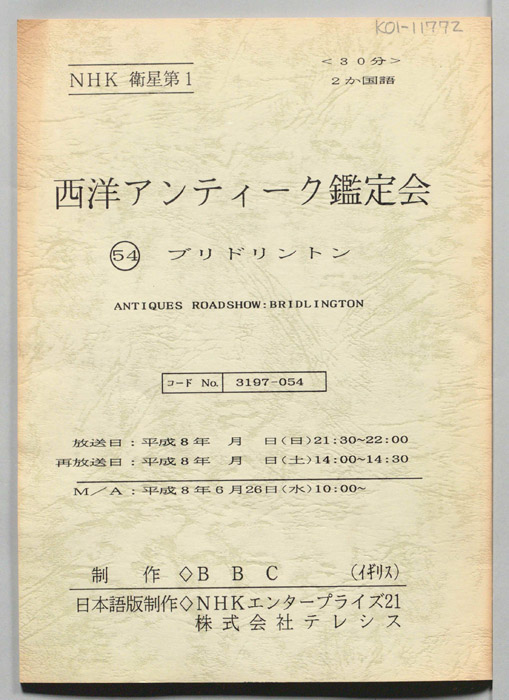 K01-11772
NHK 衛星第1
<30分>
2か国語
西洋アンティーク鑑定会
54 ブリドリントン
ANTIQUES ROADSHOW:BRIDLINGTON
コード No. 3197-054
放送日:平成8年 月 日(日)21:30~22:00
再放送日:平成8年 月 日(土)14:00~14:30
M/A:平成8年6月26日(水)10:00~
制 作◇BBC (イギリス)
日本語版制作◇NHKエンタープライズ21
株式会社テレシス